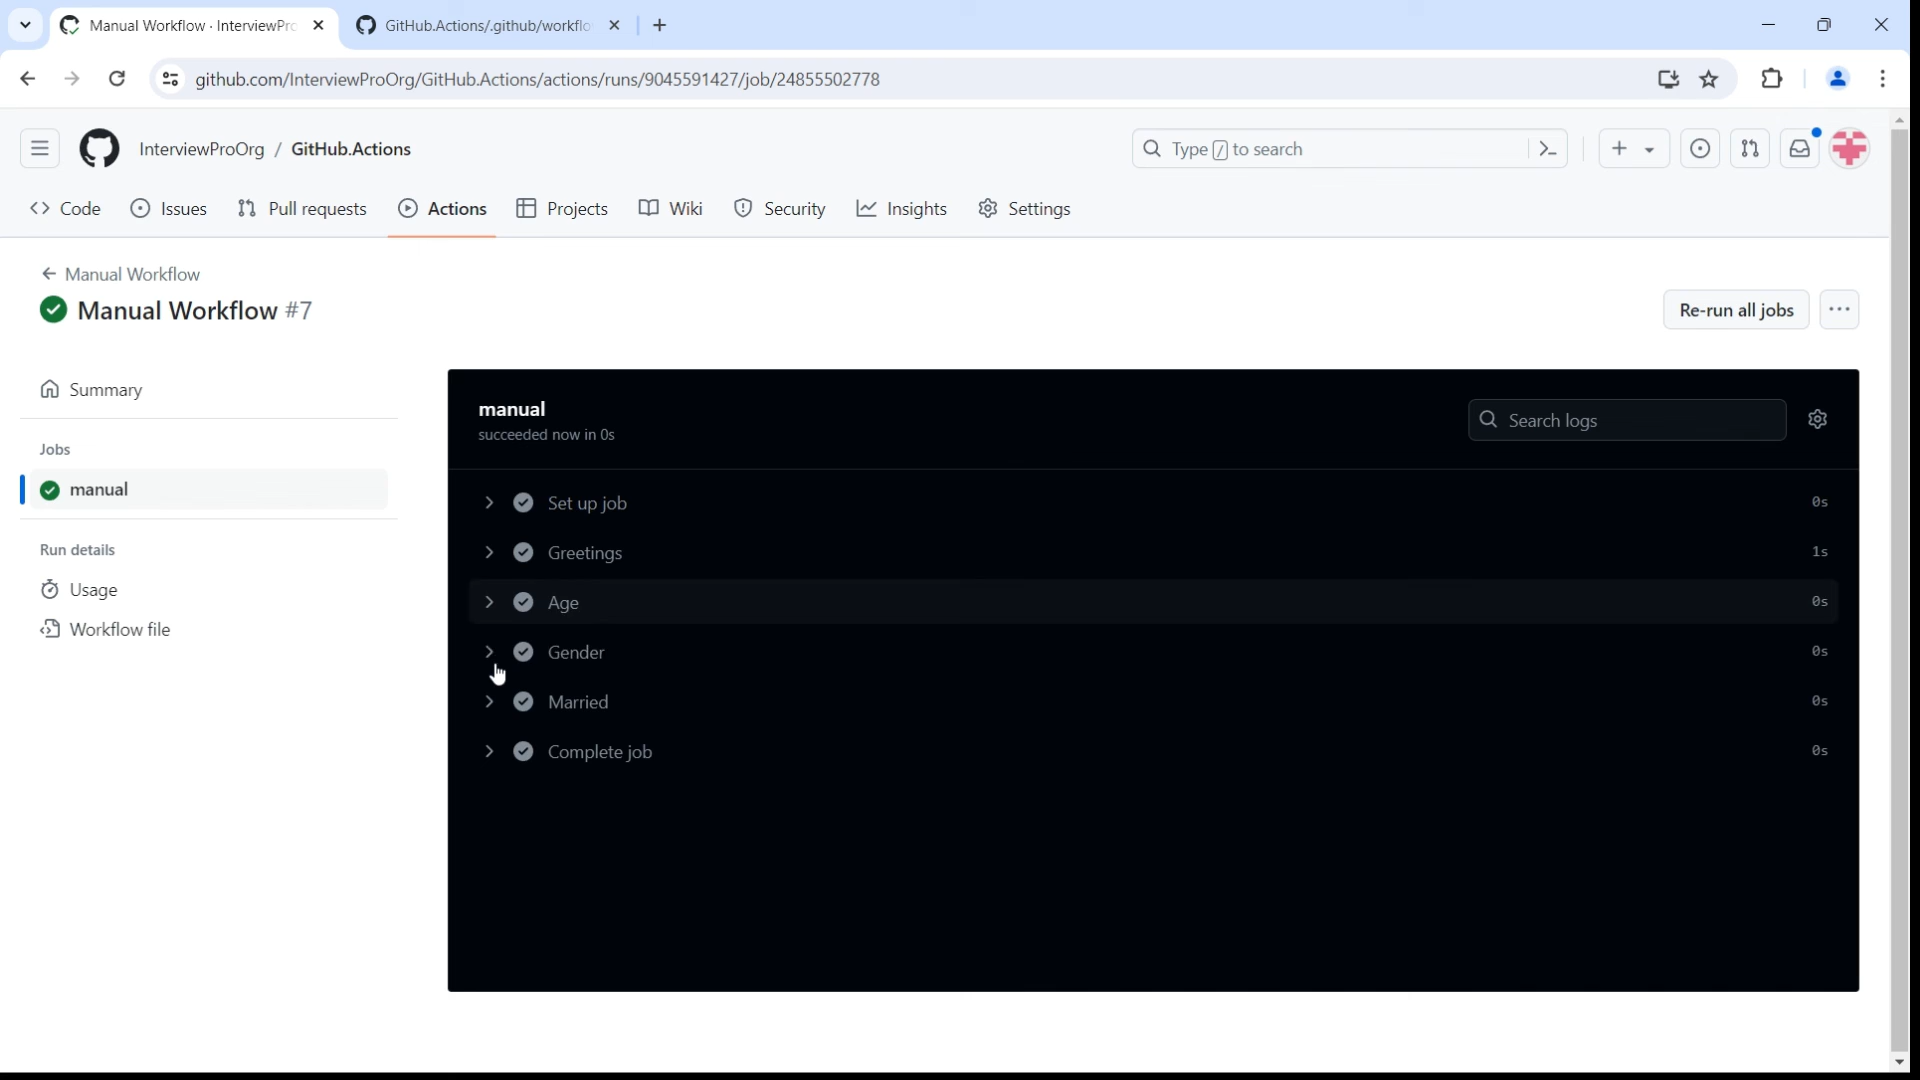 Manual Workflow · InterviewPro
GitHub.Actions/.github/workflo
github.com/InterviewProOrg/GitHub.Actions/actions/runs/9045591427/job/24855502778
InterviewProOrg / GitHub.Actions
Type / to search
Code
Issues
Pull requests
Actions
Projects
Wiki
Security
Insights
Settings
Manual Workflow
Manual Workflow #7
Re-run all jobs
Summary
Jobs
manual
Run details
Usage
Workflow file
manual
succeeded now in 0s
Search logs
Set up job 0s
Greetings 1s
Age 0s
Gender 0s
Married 0s
Complete job 0s